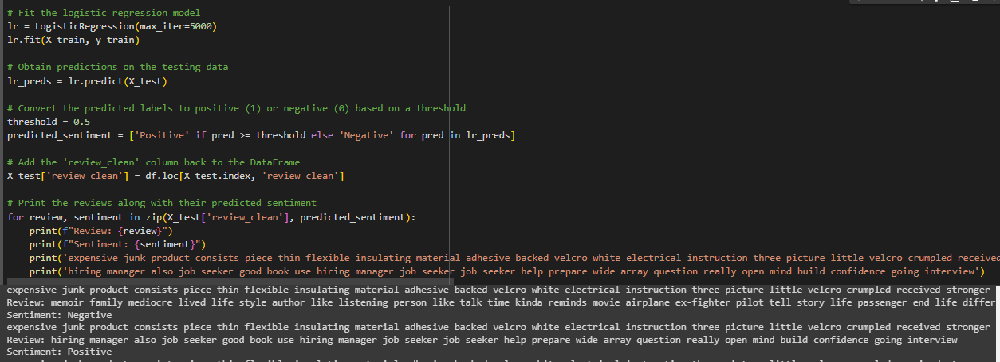 # Fit the logistic regression model
lr = LogisticRegression(max_iter=5000)
lr.fit(X_train, y_train)
# Obtain predictions on the testing data
lr_preds = lr.predict(X_test)
# Convert the predicted labels to positive (1) or negative (0) based on a threshold
threshold = 0.5
predicted_sentiment = ['Positive' if pred >= threshold else 'Negative' for pred in lr_preds]
# Add the 'review_clean' column back to the DataFrame
X_test['review_clean'] = df.loc[X_test.index, 'review_clean']
# Print the reviews along with their predicted sentiment
for review, sentiment in zip(X_test['review_clean'], predicted_sentiment):
    print(f"Review: {review}")
    print(f"Sentiment: {sentiment}")
    print('expensive junk product consists piece thin flexible insulating material adhesive backed velcro white electrical instruction three picture little velcro crumpled received
    print('hiring manager also job seeker good book use hiring manager job seeker job seeker help prepare wide array question really open mind build confidence going interview')
expensive junk product consists piece thin flexible insulating material adhesive backed velcro white electrical instruction three picture little velcro crumpled received stronger
Review: memoir family mediocre lived life style author like listening person like talk time kinda reminds movie airplane ex-fighter pilot tell story life passenger end life differ
Sentiment: Negative
expensive junk product consists piece thin flexible insulating material adhesive backed velcro white electrical instruction three picture little velcro crumpled received stronger
Review: hiring manager also job seeker good book use hiring manager job seeker job seeker help prepare wide array question really open mind build confidence going interview
Sentiment: Positive